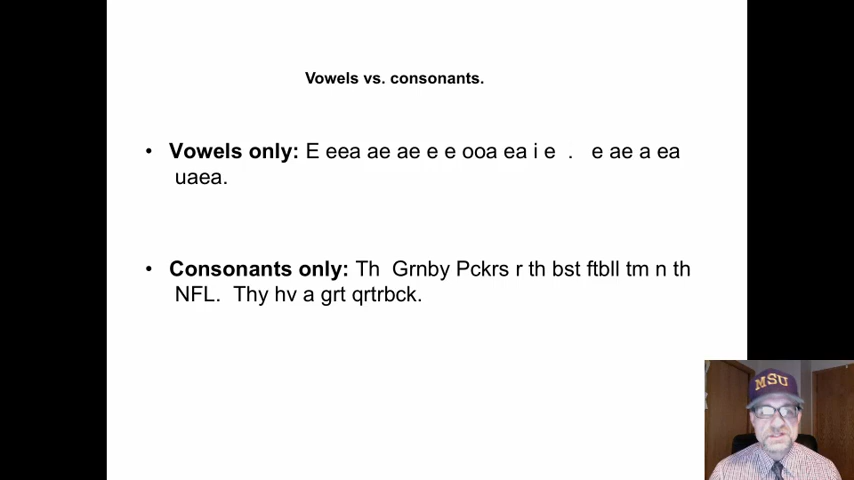 Vowels vs. consonants.
• Vowels only: E eea ae ae e e ooa ea i e . e ae a ea
uaea.
• Consonants only: Th Grnby Pckrs r th bst ftbll tm n th
NFL. Thy hv a grt qrtrbck.
MSU